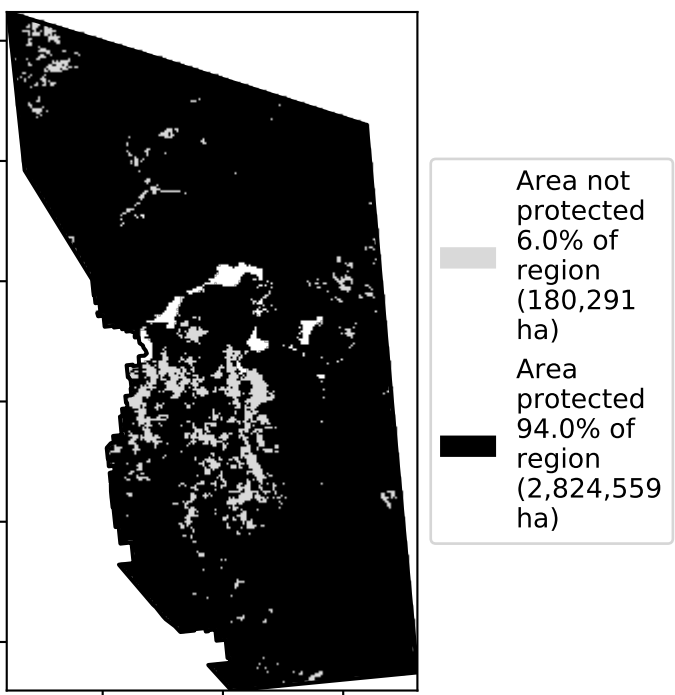 Area not
protected
6.0% of
region
(180,291
ha)
Area
protected
94.0% of
region
(2,824,559
ha)